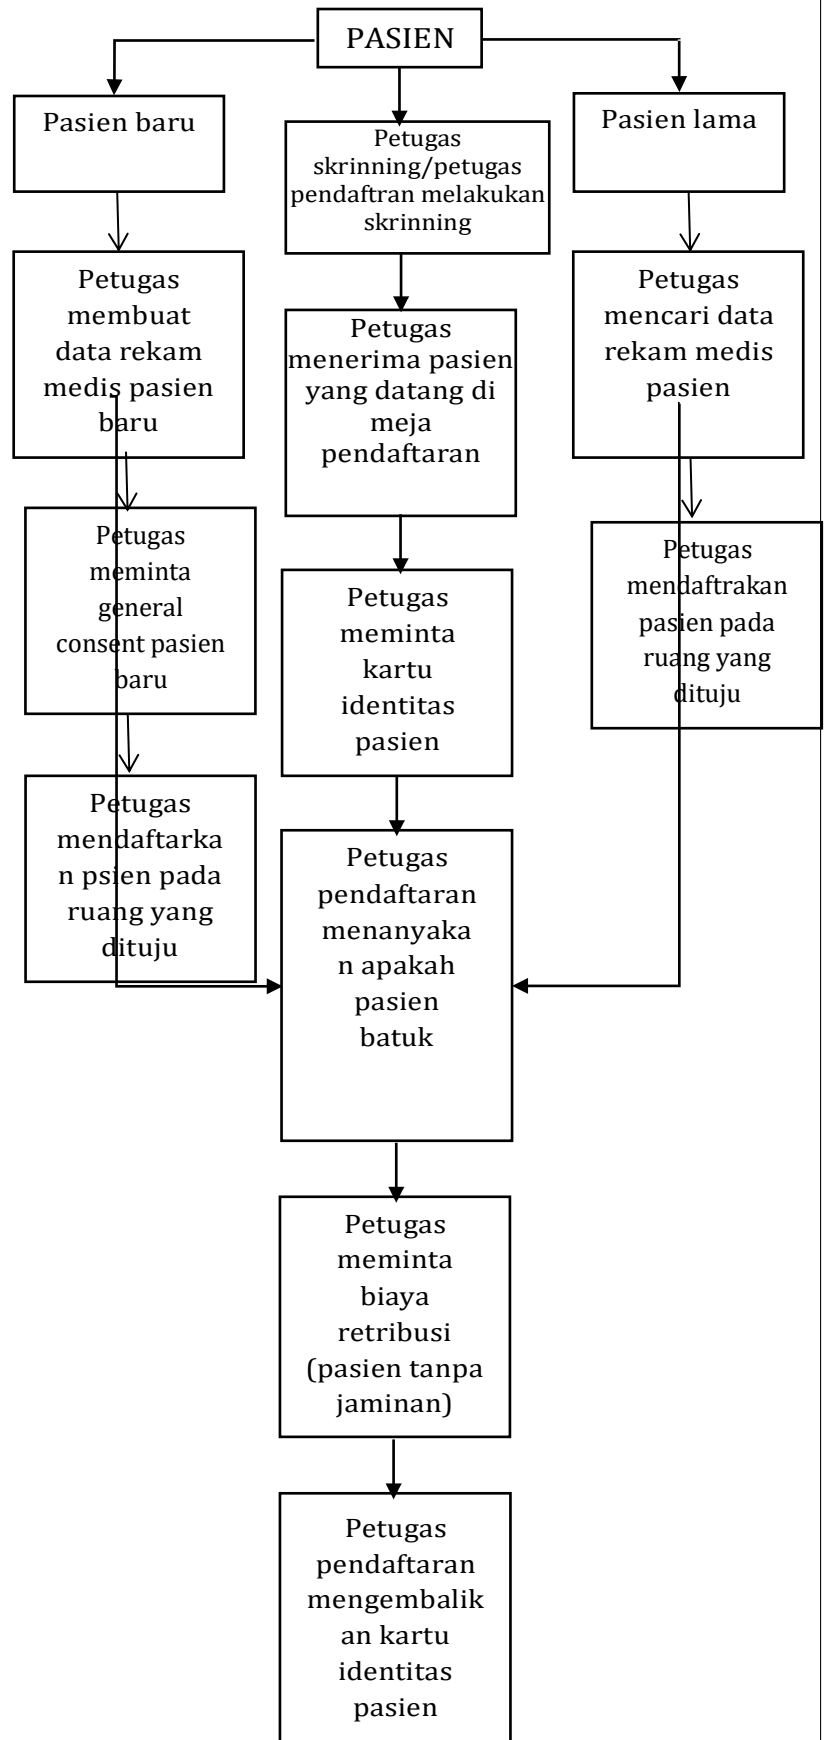 PASIEN
Pasien baru
Petugas
membuat
data rekam
medis pasien
baru
Petugas
meminta
general
consent pasien
baru
Petugas
mendaftarka
n psien pada
ruang yang
dituju
Petugas
skrinning/petugas
pendaftran melakukan
skrinning
Petugas
menerima pasien
yang datang di
meja
pendaftaran
Petugas
meminta
kartu
identitas
pasien
Petugas
pendaftaran
menanyaka
n apakah
pasien
batuk
Petugas
meminta
biaya
retribusi
(pasien tanpa
jaminan)
Petugas
pendaftaran
mengembalik
an kartu
identitas
pasien
Pasien lama
Petugas
mencari data
rekam medis
pasien
Petugas
mendaftrakan
pasien pada
ruang yang
dituju